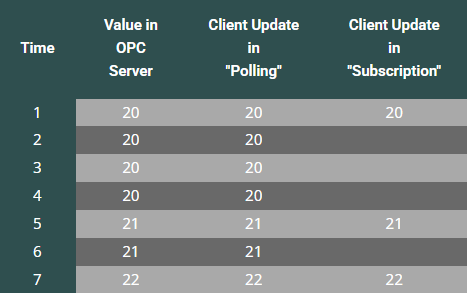 Time Value in OPC Server Client Update in "Polling" Client Update in "Subscription"
1 20 20 20
2 20 20
3 20 20
4 20 20
5 21 21 21
6 21 21
7 22 22 22